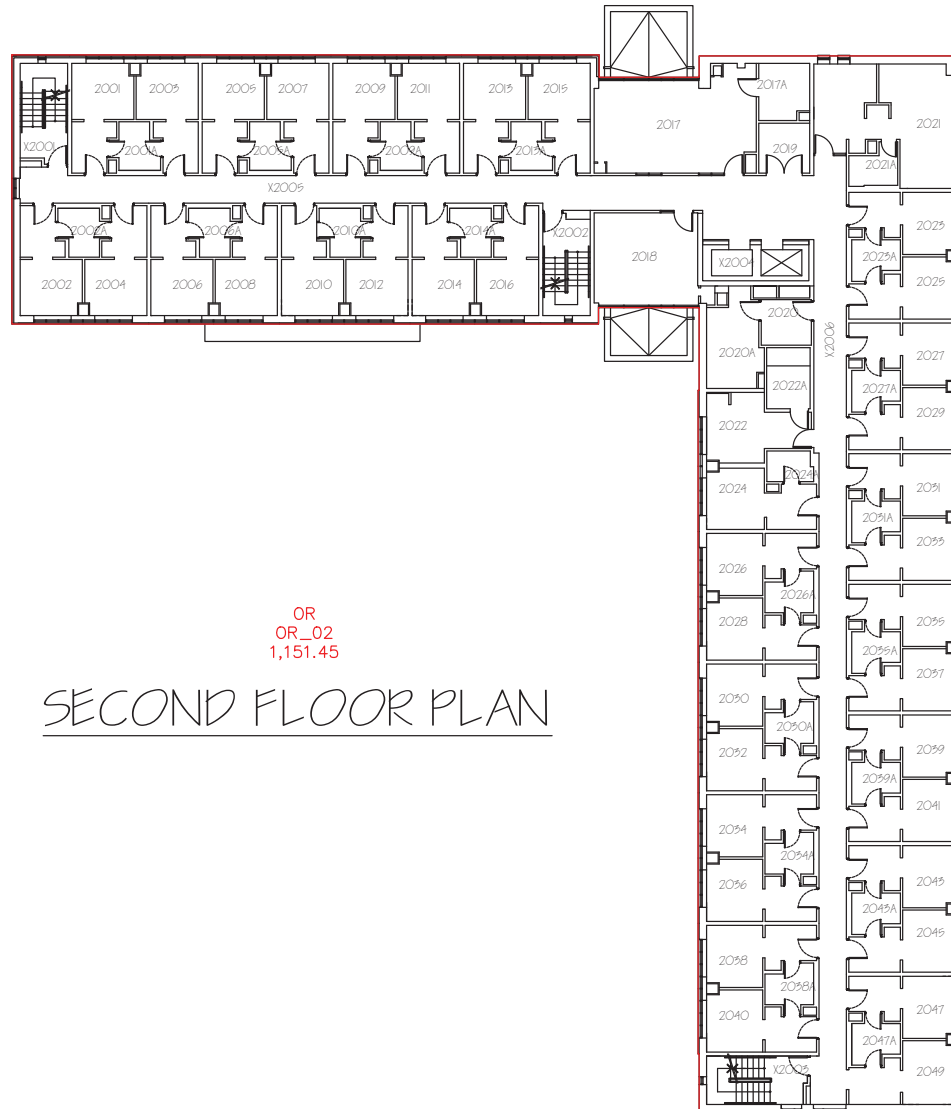 2001 2003 2005 2007 2009 2011 2013 2015
2017
2017A
2021
X2001 2001A 2005A 2009A 2013A
2019
2021A
X2005
2002A 2006A 2010A 2014A X2002
2018
X2004
2023
2023A
2025
2002 2004 2006 2008 2010 2012 2014 2016
2020
2020A
X2006
2022A
2027
2027A
2029
2022
2024A
2024
2031
2031A
2033
2026
2026A
2028
2035
2035A
2037
OR
OR_02
1,151.45
SECOND FLOOR PLAN
2030
2030A
2032
2039
2039A
2041
2034
2034A
2036
2043
2043A
2045
2038
2038A
2040
2047
2047A
2049
X2003